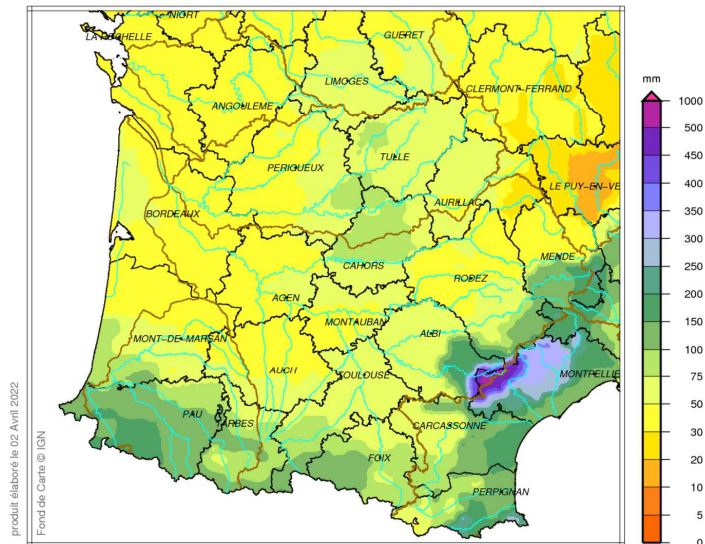 NIORT
LA ROCHELLE
GUERET
LIMOGES
CLERMONT-FERRAND
ANGOULEME
TULLE
PERIGUEUX
LE PUY-EN-VE
AURILLAC
BORDEAUX
MENDE
CAHORS
RODEZ
AGEN
MONTAUBAN
ALBI
MONT-DE-MARSAN
AUCH
TOULOUSE
MONTPELLIE
PAU
ARBES
CARCASSONNE
FOIX
PERPIGNAN
mm
1000
500
450
400
350
300
250
200
150
100
75
50
30
20
10
5
0
produit élaboré le 02 Avril 2022
Fond de Carte © IGN